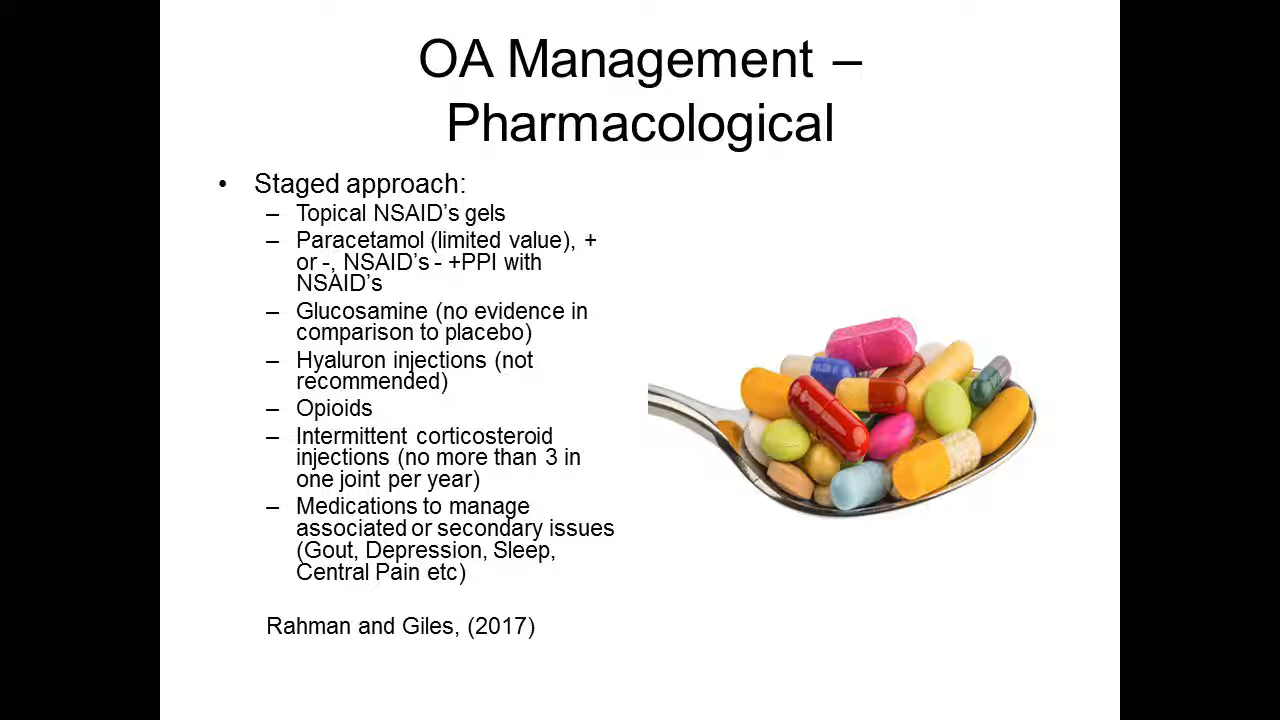 OA Management –
Pharmacological
• Staged approach:
– Topical NSAID’s gels
– Paracetamol (limited value), +
or -, NSAID’s - +PPI with
NSAID’s
– Glucosamine (no evidence in
comparison to placebo)
– Hyaluron injections (not
recommended)
– Opioids
– Intermittent corticosteroid
injections (no more than 3 in
one joint per year)
– Medications to manage
associated or secondary issues
(Gout, Depression, Sleep,
Central Pain etc)
Rahman and Giles, (2017)